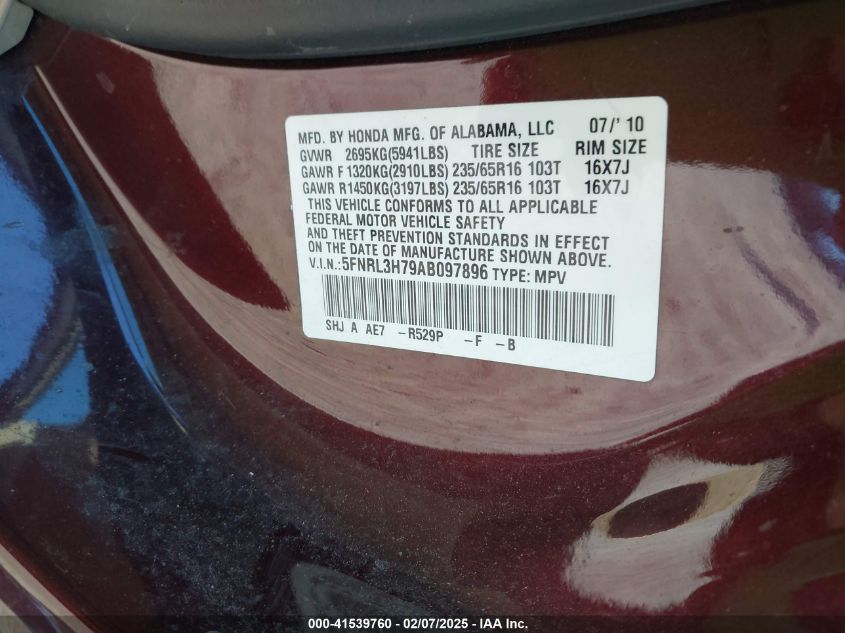 MFD. BY HONDA MFG. OF ALABAMA, LLC 07/'10
GVWR 2695KG(5941LBS) TIRE SIZE RIM SIZE
GAWR F 1320KG(2910LBS) 235/65R16 103T 16X7J
GAWR R1450KG(3197LBS) 235/65R16 103T 16X7J
THIS VEHICLE CONFORMS TO ALL APPLICABLE
FEDERAL MOTOR VEHICLE SAFETY
AND THEFT PREVENTION STANDARDS IN EFFECT
ON THE DATE OF MANUFACTURE SHOWN ABOVE.
V.I.N.:5FNRL3H79AB097896 TYPE: MPV
SHJ A AE7 -R529P -F -B
000-41539760 - 02/07/2025 - IAA Inc.